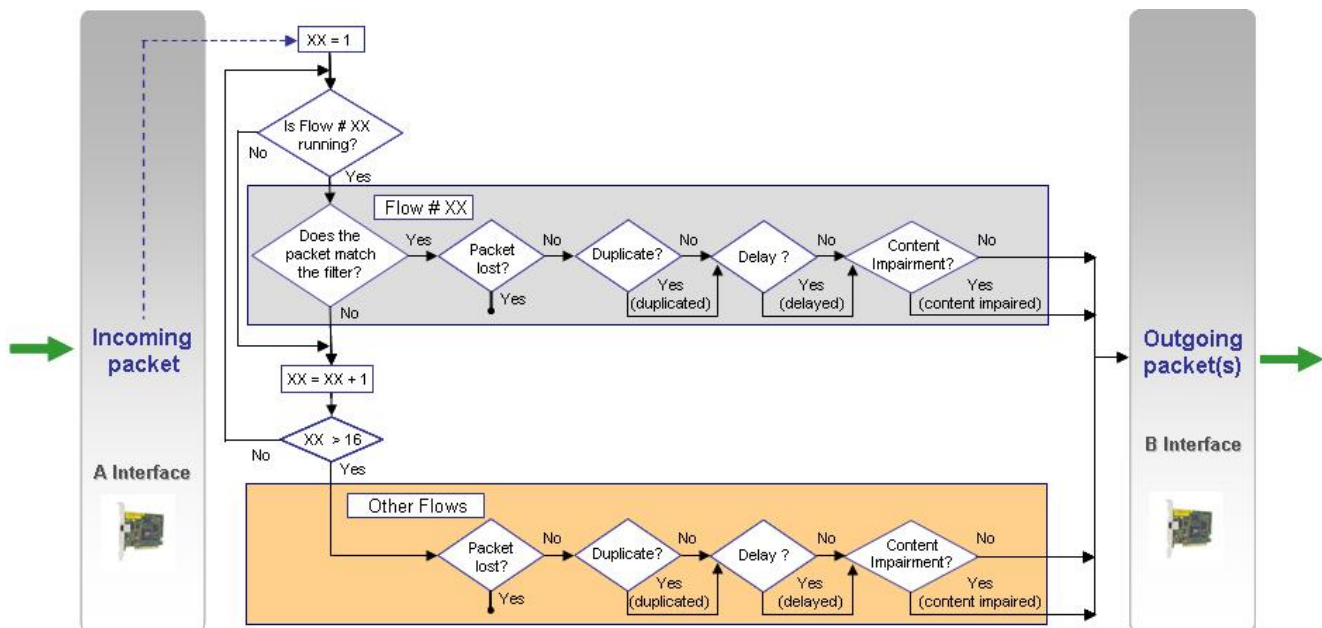 XX = 1
Is Flow # XX
running?
No
Yes
Flow # XX
Does the
packet match
the filter?
Yes
No
Packet
lost?
No
Yes
Duplicate?
No
Yes
(duplicated)
Delay ?
No
Yes
(delayed)
Content
Impairment?
No
Yes
(content impaired)
Incoming
packet
A Interface
XX = XX + 1
XX > 16
No
Yes
Other Flows
Packet
lost?
No
Yes
Duplicate?
No
Yes
(duplicated)
Delay ?
No
Yes
(delayed)
Content
Impairment?
No
Yes
(content impaired)
Outgoing
packet(s)
B Interface